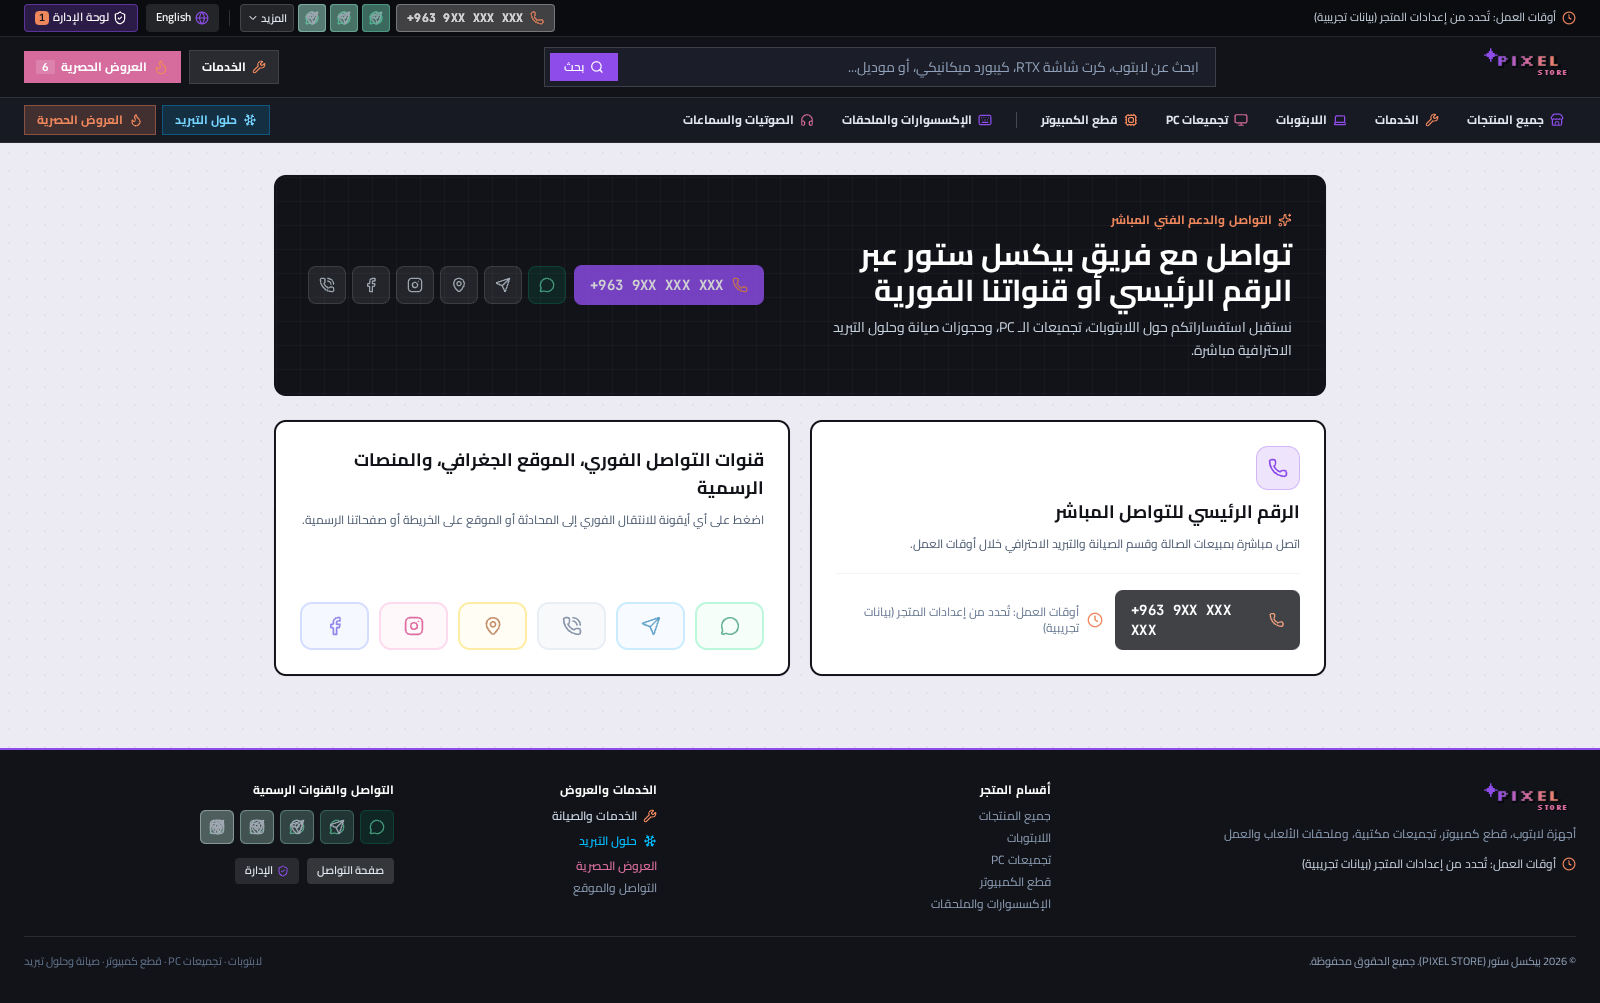 أوقات العمل: تُحدد من إعدادات المتجر (بيانات تجريبية)
+963 9XX XXX XXX
المزيد
English
لوحة الإدارة 1
PIXEL
STORE
ابحث عن لابتوب، كرت شاشة RTX، كيبورد ميكانيكي، أو موديل...
بحث
الخدمات
العروض الحصرية 6
جميع المنتجات
الخدمات
اللابتوبات
تجميعات PC
قطع الكمبيوتر
الإكسسوارات والملحقات
الصوتيات والسماعات
حلول التبريد
العروض الحصرية
التواصل والدعم الفني المباشر
تواصل مع فريق بيكسل ستور عبر
الرقم الرئيسي أو قنواتنا الفورية
نستقبل استفساراتكم حول اللابتوبات، تجميعات الـ PC، وحجوزات صيانة وحلول التبريد
الاحترافية مباشرة.
+963 9XX XXX XXX
الرقم الرئيسي للتواصل المباشر
اتصل مباشرة بمبيعات الصالة وقسم الصيانة والتبريد الاحترافي خلال أوقات العمل.
+963 9XX XXX
XXX
أوقات العمل: تُحدد من إعدادات المتجر (بيانات
تجريبية)
قنوات التواصل الفوري، الموقع الجغرافي، والمنصات
الرسمية
اضغط على أي أيقونة للانتقال الفوري إلى المحادثة أو الموقع على الخريطة أو صفحاتنا الرسمية.
PIXEL
STORE
أجهزة لابتوب، قطع كمبيوتر، تجميعات مكتبية، وملحقات الألعاب والعمل
أوقات العمل: تُحدد من إعدادات المتجر (بيانات تجريبية)
أقسام المتجر
جميع المنتجات
اللابتوبات
تجميعات PC
قطع الكمبيوتر
الإكسسوارات والملحقات
الخدمات والعروض
الخدمات والصيانة
حلول التبريد
العروض الحصرية
التواصل والموقع
التواصل والقنوات الرسمية
صفحة التواصل
الإدارة
© 2026 بيكسل ستور (PIXEL STORE). جميع الحقوق محفوظة.
لابتوبات · تجميعات PC · قطع كمبيوتر · صيانة وحلول تبريد